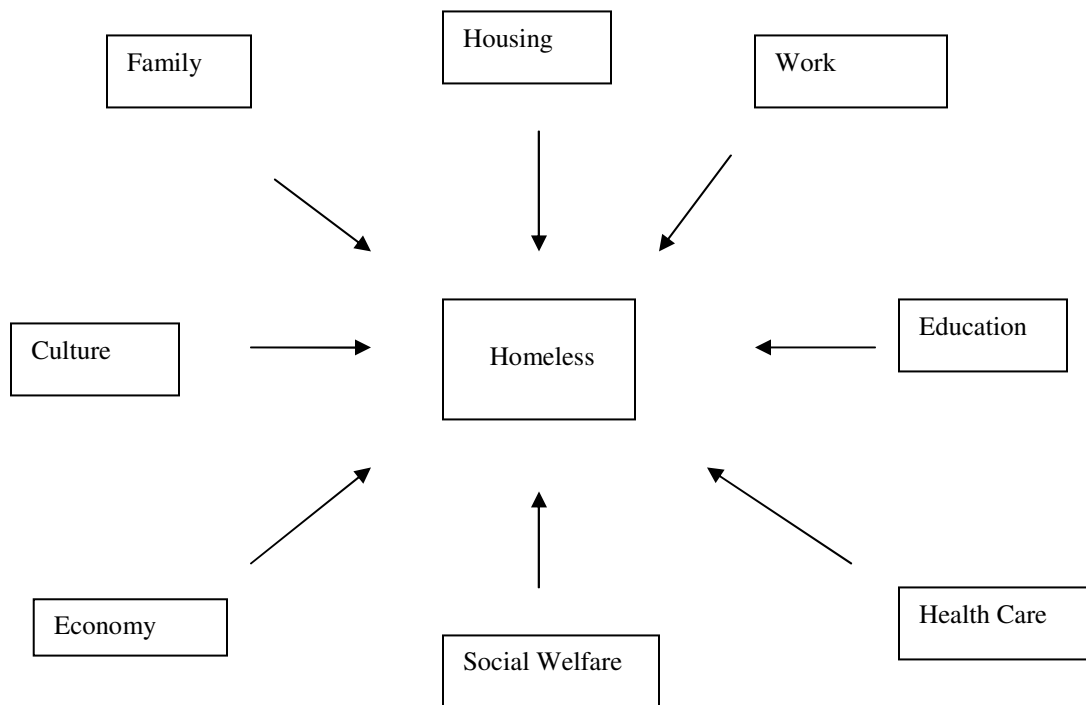 Housing
Family
Work
Education
Culture
Homeless
Health Care
Economy
Social Welfare